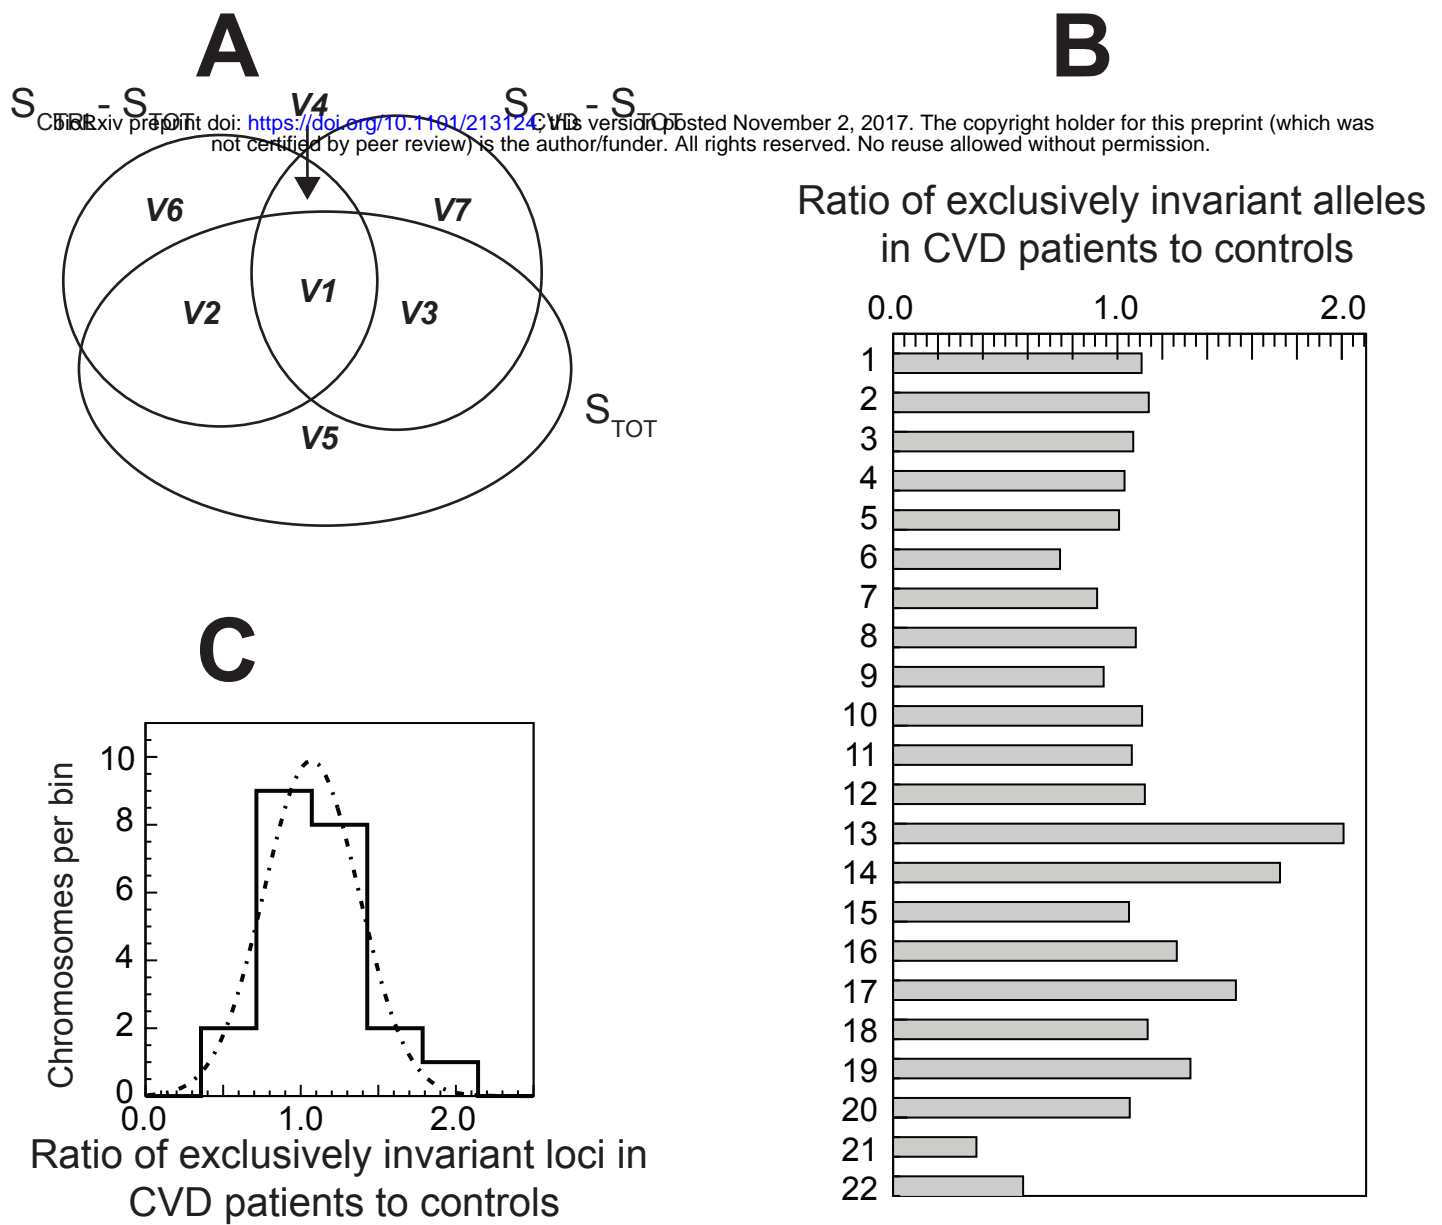 A
B
S CTRL - S TOT
V4
S CVD - S TOT
bioRxiv preprint doi: https://doi.org/10.1101/213124; this version posted November 2, 2017. The copyright holder for this preprint (which was
not certified by peer review) is the author/funder. All rights reserved. No reuse allowed without permission.
V6
V7
V1
V2
V3
V5
S TOT
Ratio of exclusively invariant alleles
in CVD patients to controls
0.0 1.0 2.0
1
2
3
4
5
6
7
8
9
10
11
12
13
14
15
16
17
18
19
20
21
22
C
Chromosomes per bin
10
8
6
4
2
0
0.0 1.0 2.0
Ratio of exclusively invariant loci in
CVD patients to controls